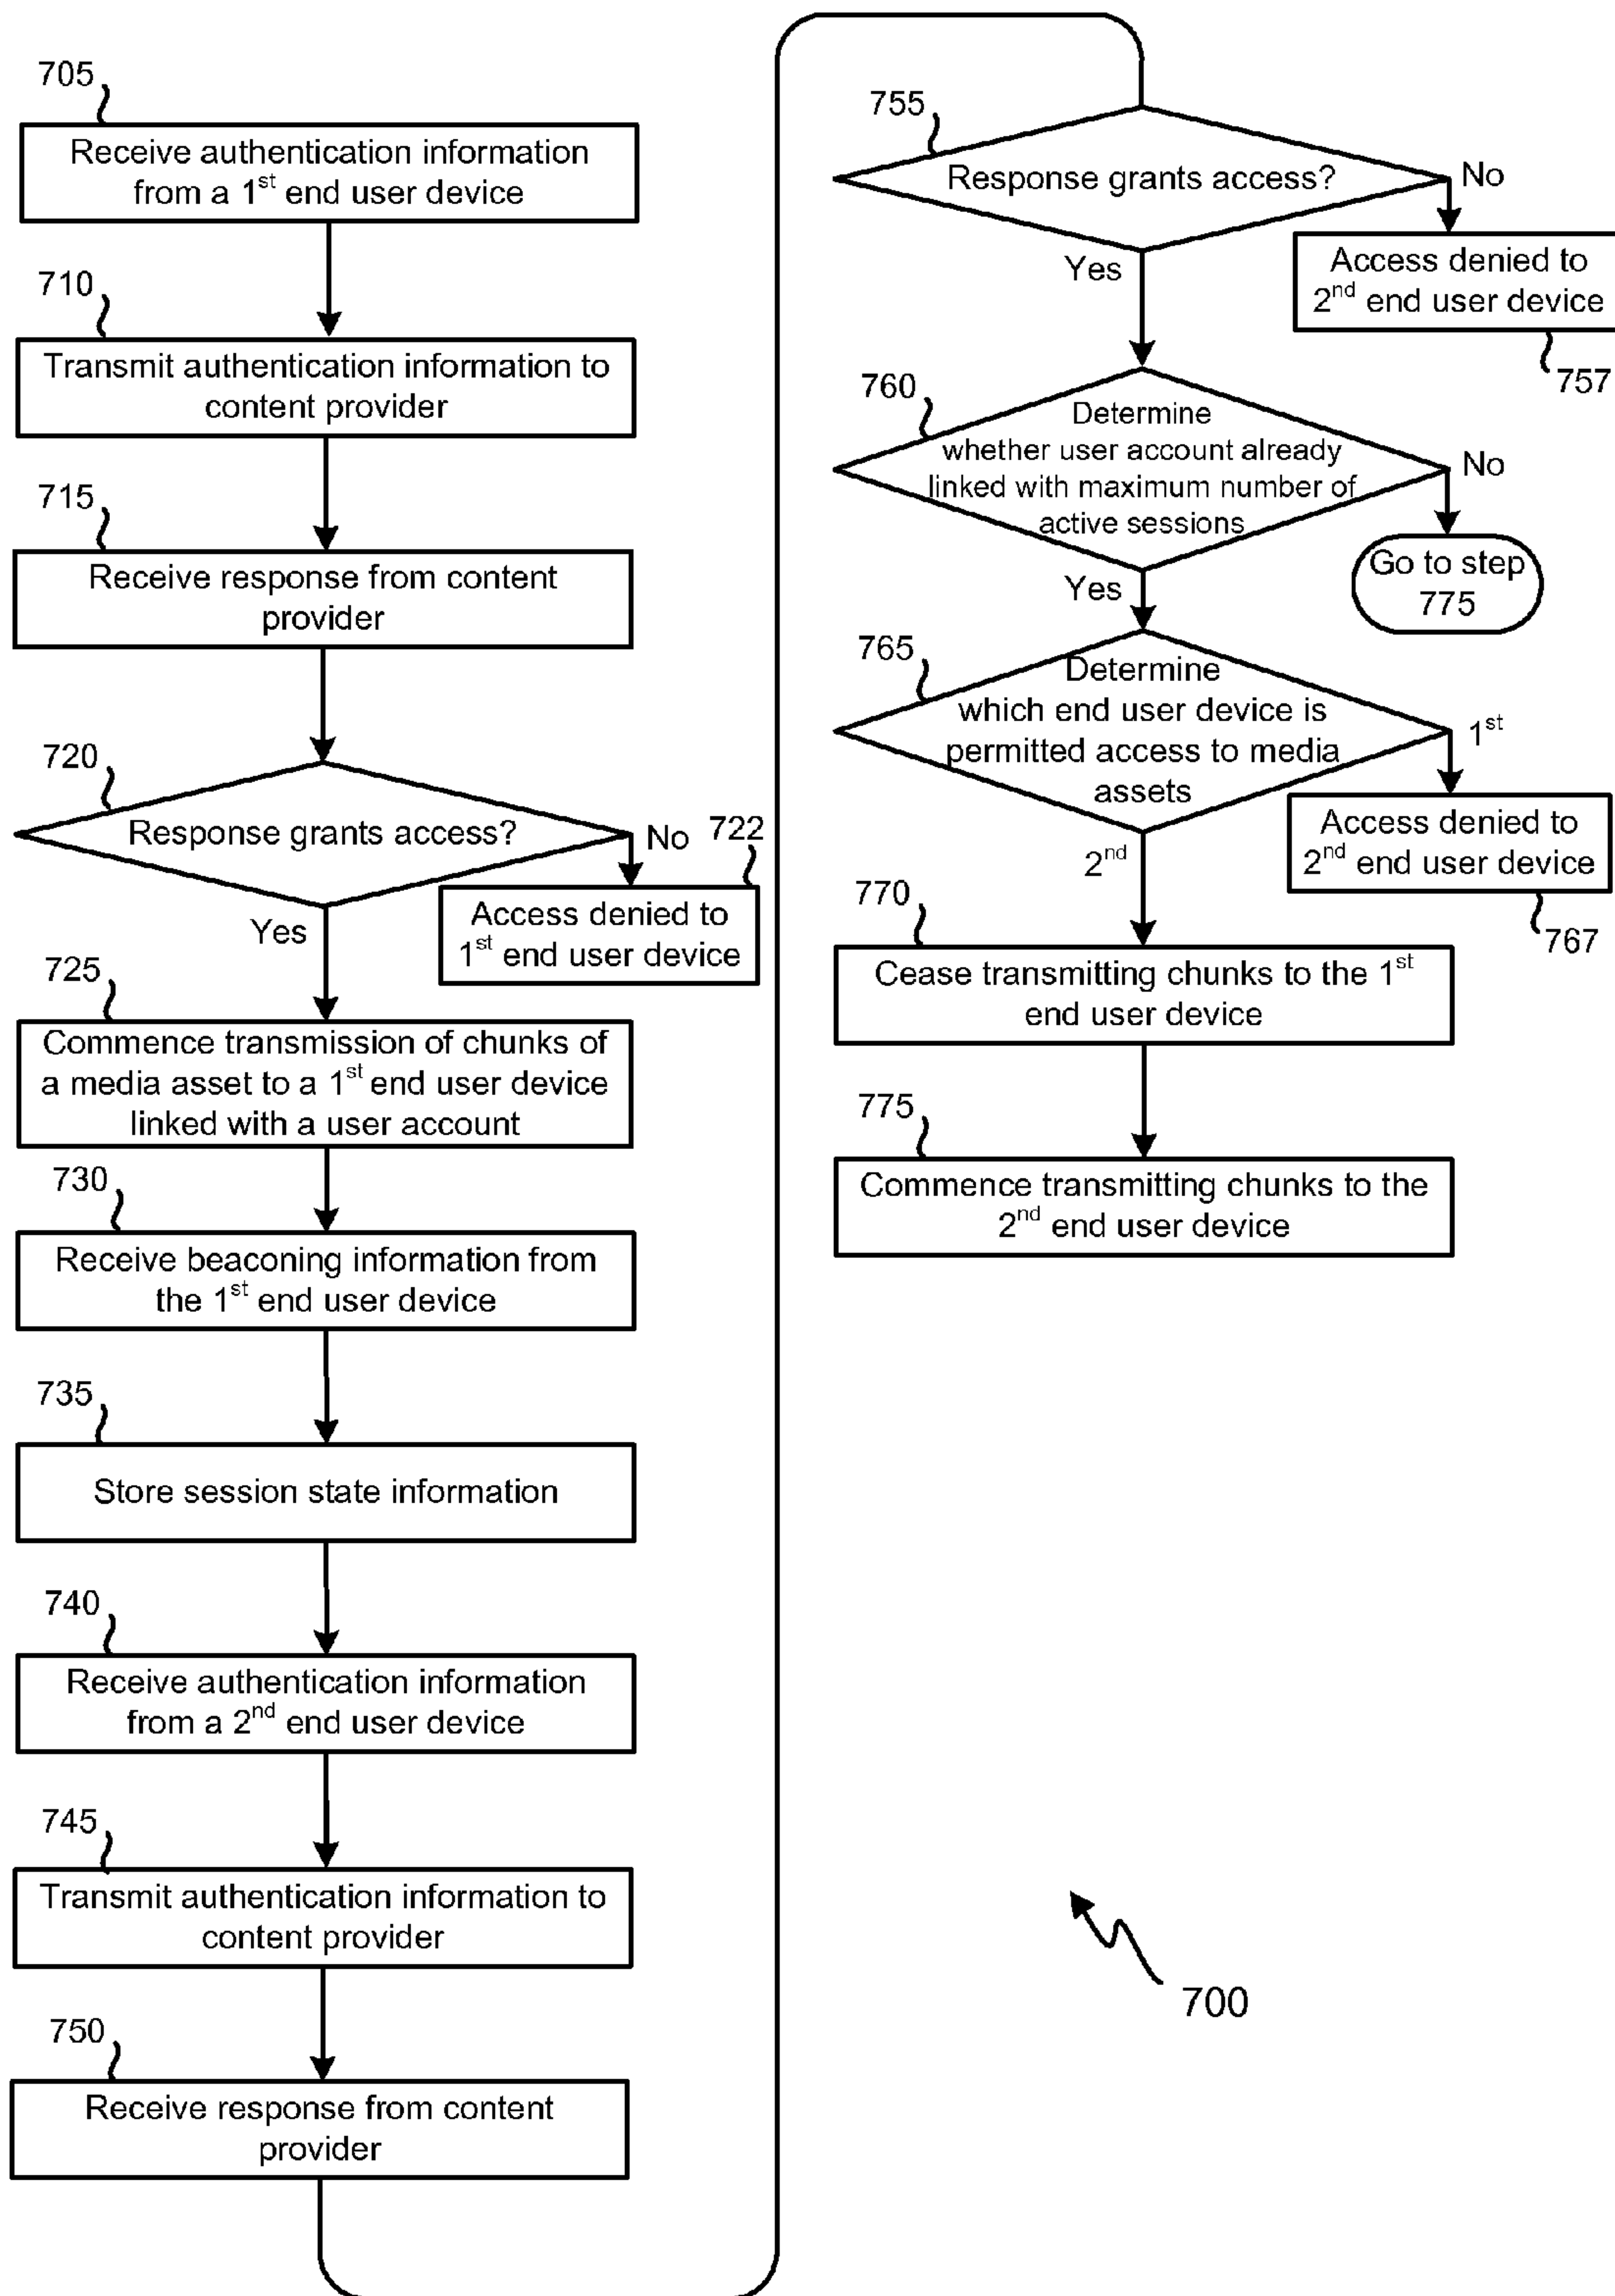 705
Receive authentication information
from a 1st end user device
710
Transmit authentication information to
content provider
715
Receive response from content
provider
720
Response grants access?
No
722
Access denied to
1st end user device
Yes
725
Commence transmission of chunks of
a media asset to a 1st end user device
linked with a user account
730
Receive beaconing information from
the 1st end user device
735
Store session state information
740
Receive authentication information
from a 2nd end user device
745
Transmit authentication information to
content provider
750
Receive response from content
provider
755
Response grants access?
No
Access denied to
2nd end user device
757
Yes
760
Determine
whether user account already
linked with maximum number of
active sessions
No
Go to step
775
Yes
765
Determine
which end user device is
permitted access to media
assets
1st
Access denied to
2nd end user device
767
2nd
770
Cease transmitting chunks to the 1st
end user device
775
Commence transmitting chunks to the
2nd end user device
700